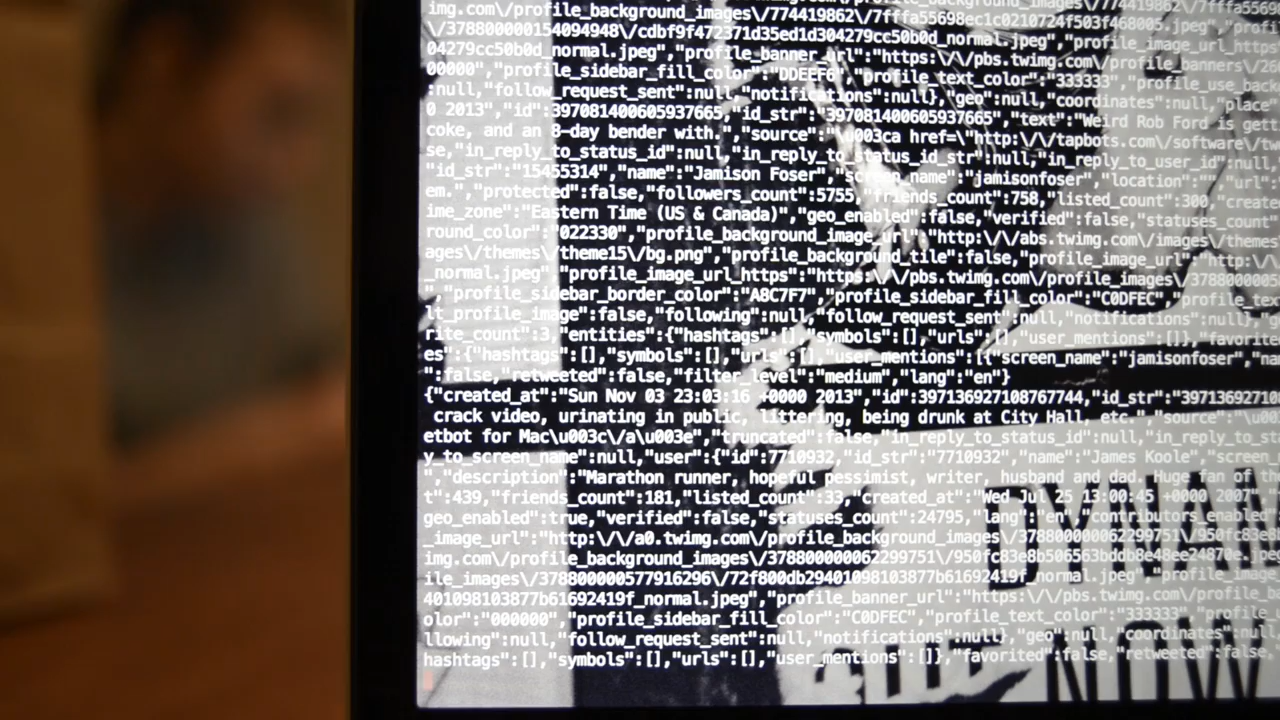 img.com\/profile_background_images\/774419862\/7fffa55698ec1c0210724f503f468005.jpeg","profile
\/378800000154094948\/cdbf9f472371d35ed1d304279cc50b0d_normal.jpeg","profile_image_url_https
04279cc50b0d_normal.jpeg","profile_banner_url":"https:\/\/pbs.twimg.com\/profile_banners\/26
00000","profile_sidebar_fill_color":"DDEEF6","profile_text_color":"333333","profile_use_back
:null,"follow_request_sent":null,"notifications":null},"geo":null,"coordinates":null,"place"
0 2013","id":397081400605937665,"id_str":"397081400605937665","text":"Weird Rob Ford is gett
coke, and an 8-day bender with.","source":"\u003ca href=\"http:\/\/tapbots.com\/software\/tw
se,"in_reply_to_status_id":null,"in_reply_to_status_id_str":null,"in_reply_to_user_id":null,
"id_str":"15455314","name":"Jamison Foser","screen_name":"jamisonfoser","location":"","url":
em.","protected":false,"followers_count":5755,"friends_count":758,"listed_count":300,"create
ime_zone":"Eastern Time (US & Canada)","geo_enabled":false,"verified":false,"statuses_count"
round_color":"022330","profile_background_image_url":"http:\/\/abs.twimg.com\/images\/themes
ages\/themes\/theme15\/bg.png","profile_background_tile":false,"profile_image_url":"http:\/\
_normal.jpeg","profile_image_url_https":"https:\/\/pbs.twimg.com\/profile_images\/3788000005
","profile_sidebar_border_color":"A8C7F7","profile_sidebar_fill_color":"C0DFEC","profile_tex
lt_profile_image":false,"following":null,"follow_request_sent":null,"notifications":null},"g
rite_count":3,"entities":{"hashtags":[],"symbols":[],"urls":[],"user_mentions":[]},"favorite
es":{"hashtags":[],"symbols":[],"urls":[],"user_mentions":[{"screen_name":"jamisonfoser","na
":false,"retweeted":false,"filter_level":"medium","lang":"en"}
{"created_at":"Sun Nov 03 23:03:16 +0000 2013","id":397136927108767744,"id_str":"3971369271
crack video, urinating in public, littering, being drunk at City Hall, etc.","source":"\u0
etbot for Mac\u003c\/a\u003e","truncated":false,"in_reply_to_status_id":null,"in_reply_to_st
y_to_screen_name":null,"user":{"id":7710932,"id_str":"7710932","name":"James Koole","screen_
","description":"Marathon runner, hopeful pessimist, writer, husband and dad. Huge fan of th
t":439,"friends_count":181,"listed_count":33,"created_at":"Wed Jul 25 13:00:45 +0000 2007","
geo_enabled":true,"verified":false,"statuses_count":24795,"lang":"en","contributors_enabled"
_image_url":"http:\/\/a0.twimg.com\/profile_background_images\/378800000062299751\/950fc83e8
img.com\/profile_background_images\/378800000062299751\/950fc83e8b506563bddb8e48ee24870e.jpe
ile_images\/378800000577916296\/72f800db29401098103877b61692419f_normal.jpeg","profile_image
401098103877b61692419f_normal.jpeg","profile_banner_url":"https:\/\/pbs.twimg.com\/profile_ba
olor":"000000","profile_sidebar_fill_color":"C0DFEC","profile_text_color":"333333","profile_
llowing":null,"follow_request_sent":null,"notifications":null},"geo":null,"coordinates":null
hashtags":[],"symbols":[],"urls":[],"user_mentions":[]},"favorited":false,"retweeted":false,
NOW